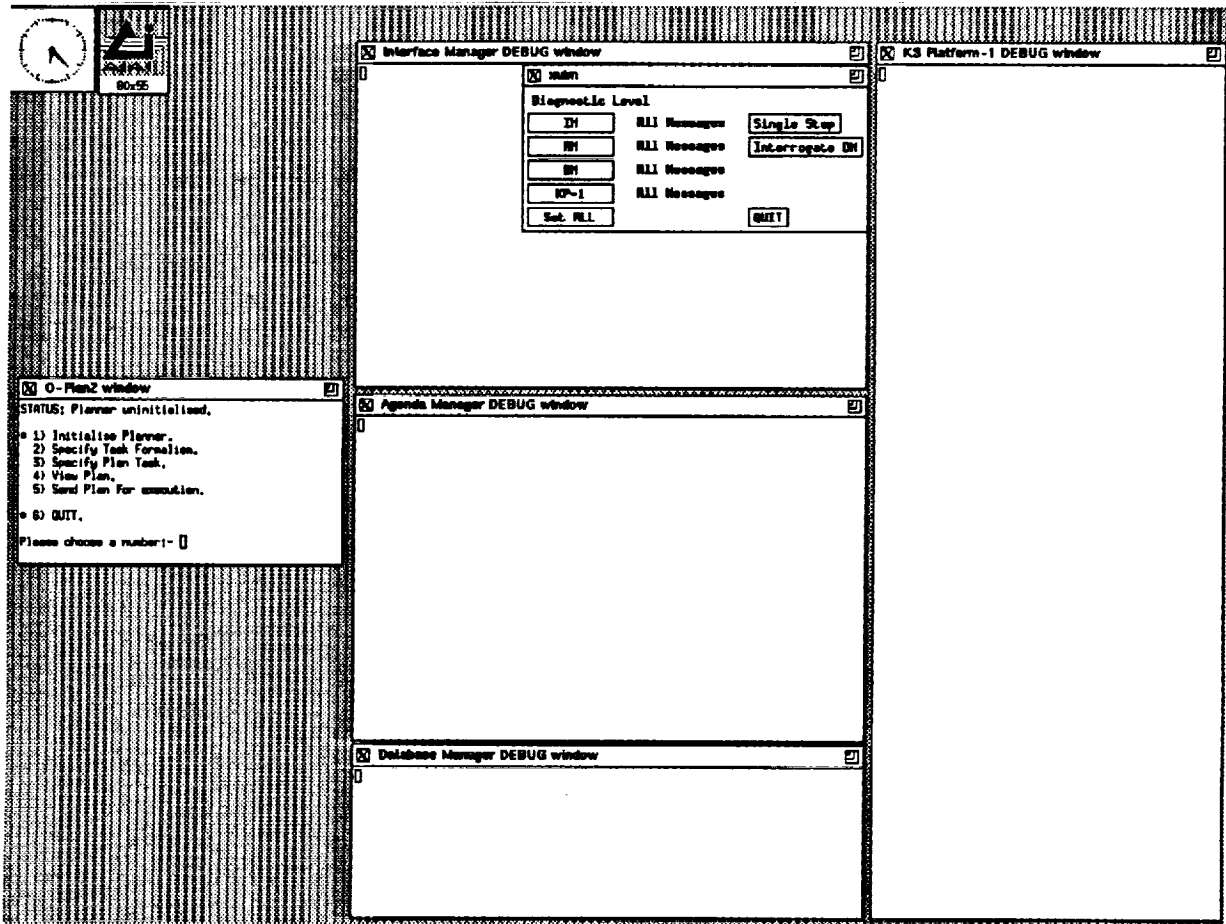 AIAI
80x55
Interface Manager DEBUG window
Diagnostic Level
IM All Messages Single Step
AM All Messages Interrogate DM
DM All Messages
KP-1 All Messages
Set ALL QUIT
KS Platform-1 DEBUG window
O-Plan2 window
STATUS: Planner uninitialised.
* 1) Initialise Planner.
2) Specify Task Formalism.
3) Specify Plan Task.
4) View Plan.
5) Send Plan For execution.
* 6) QUIT.
Please choose a number:-
Agenda Manager DEBUG window
Database Manager DEBUG window